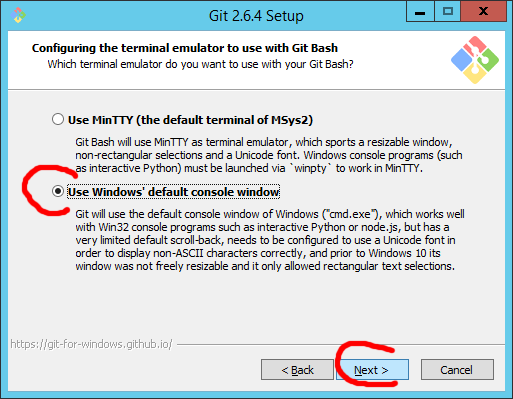 Git 2.6.4 Setup
Configuring the terminal emulator to use with Git Bash
Which terminal emulator do you want to use with your Git Bash?
Use MinTTY (the default terminal of MSys2)
Git Bash will use MinTTY as terminal emulator, which sports a resizable window,
non-rectangular selections and a Unicode font. Windows console programs (such
as interactive Python) must be launched via `winpty` to work in MinTTY.
Use Windows' default console window
Git will use the default console window of Windows ("cmd.exe"), which works well
with Win32 console programs such as interactive Python or node.js, but has a
very limited default scroll-back, needs to be configured to use a Unicode font in
order to display non-ASCII characters correctly, and prior to Windows 10 its
window was not freely resizable and it only allowed rectangular text selections.
https://git-for-windows.github.io/
< Back
Next >
Cancel